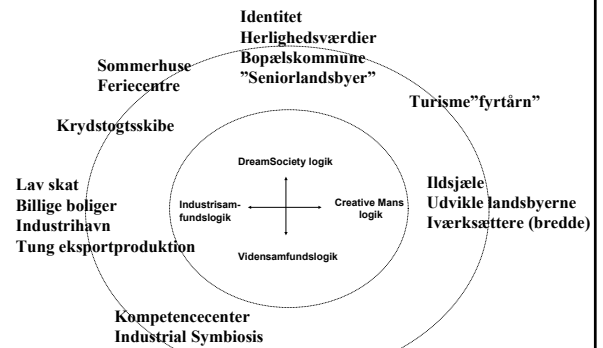 Identitet
Herlighedsværdier
Bopælskommune
”Seniorlandsbyer”
Sommerhuse
Feriecentre
Turisme”fyrtårn”
Krydstogtsskibe
DreamSociety logik
Lav skat
Billige boliger
Industrihavn
Tung eksportproduktion
Industrisam-
fundslogik
Creative Mans
logik
Ildsjæle
Udvikle landsbyerne
Iværksættere (bredde)
Vidensamfundslogik
Kompetencecenter
Industrial Symbiosis